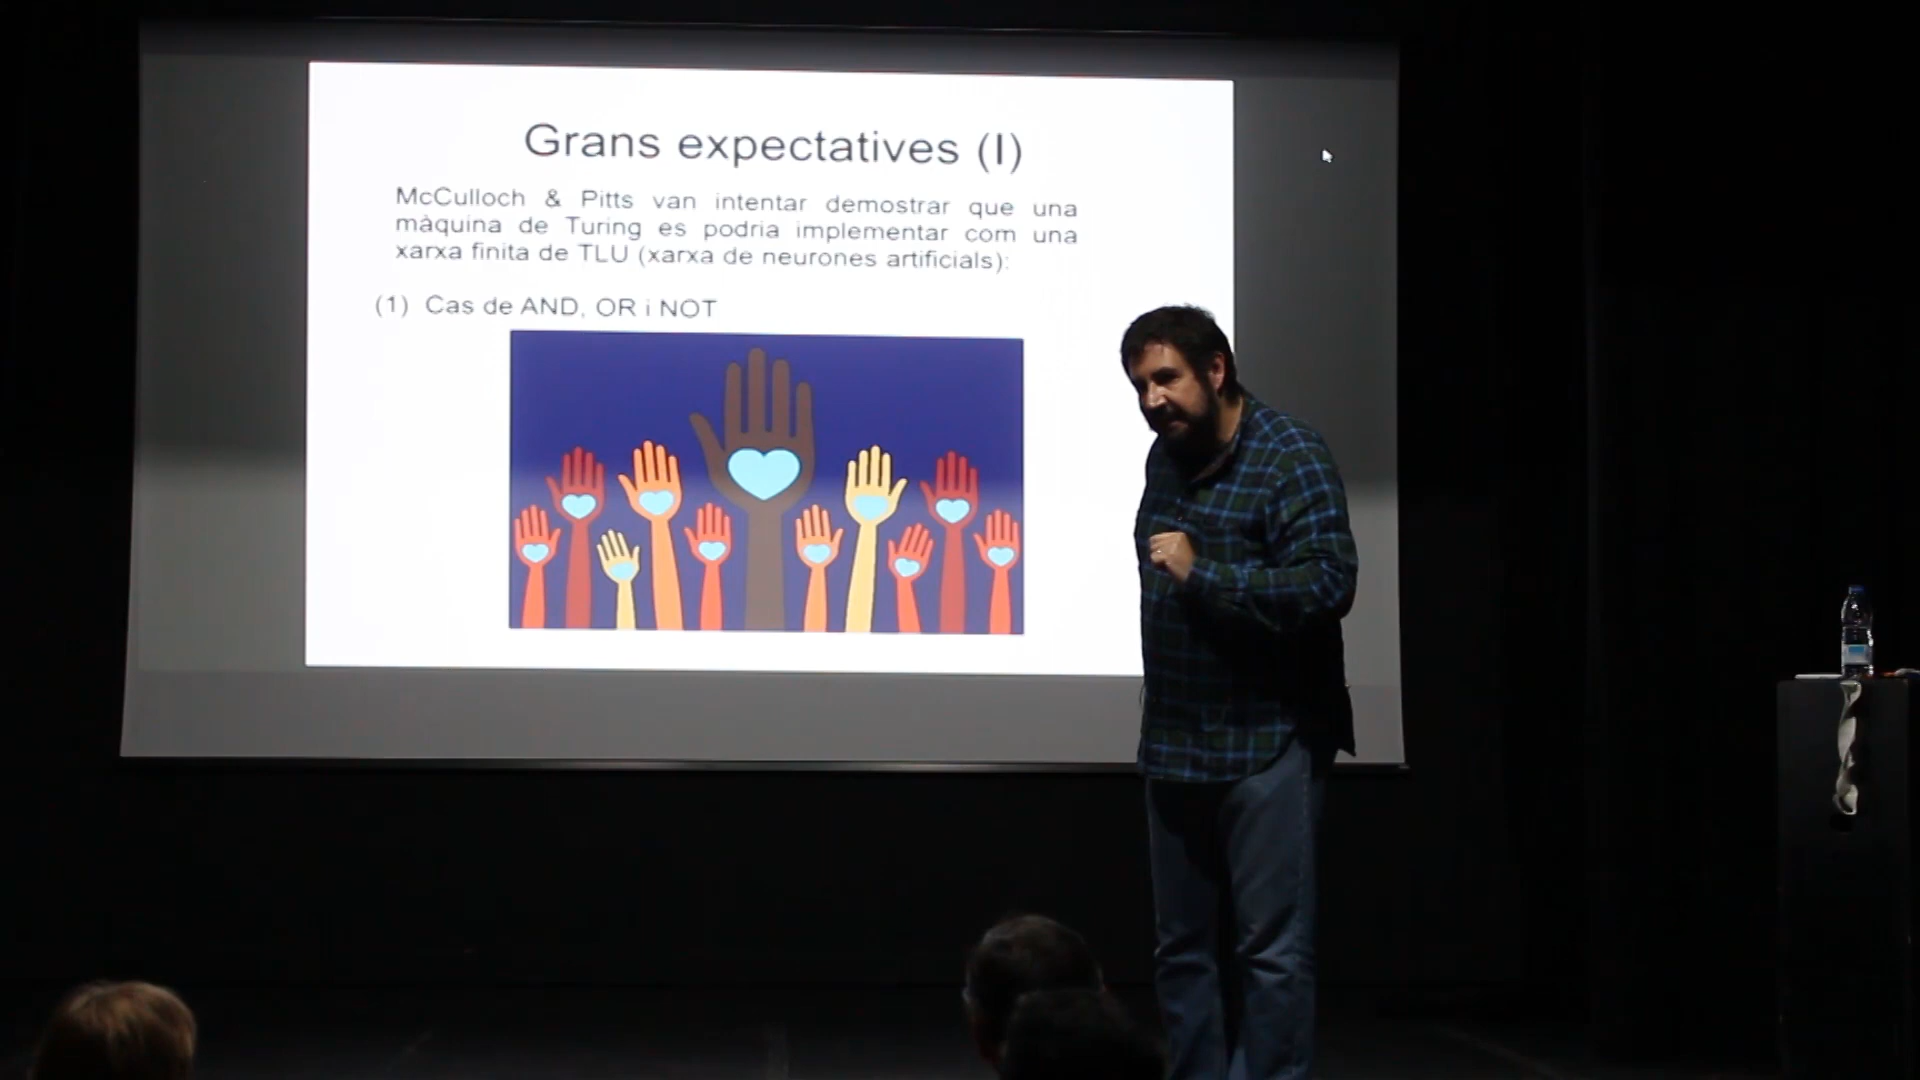 Grans expectatives (I)
McCulloch & Pitts van intentar demostrar que una
màquina de Turing es podria implementar com una
xarxa finita de TLU (xarxa de neurones artificials):
(1) Cas de AND, OR i NOT